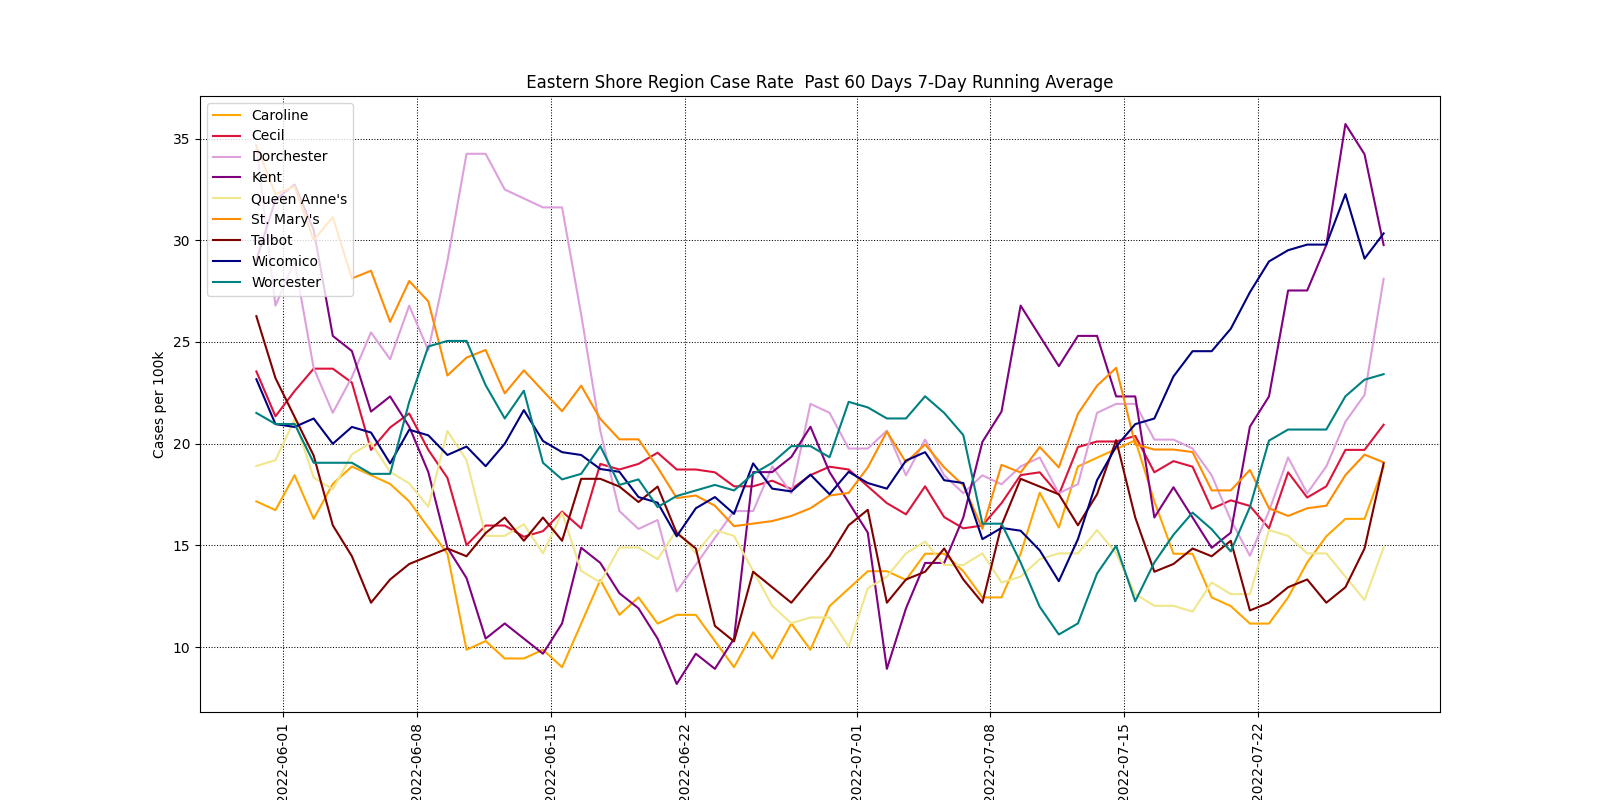 Eastern Shore Region Case Rate  Past 60 Days 7-Day Running Average
Caroline
Cecil
Dorchester
Kent
Queen Anne's
St. Mary's
Talbot
Wicomico
Worcester
Cases per 100k
35
30
25
20
15
10
2022-06-01
2022-06-08
2022-06-15
2022-06-22
2022-07-01
2022-07-08
2022-07-15
2022-07-22